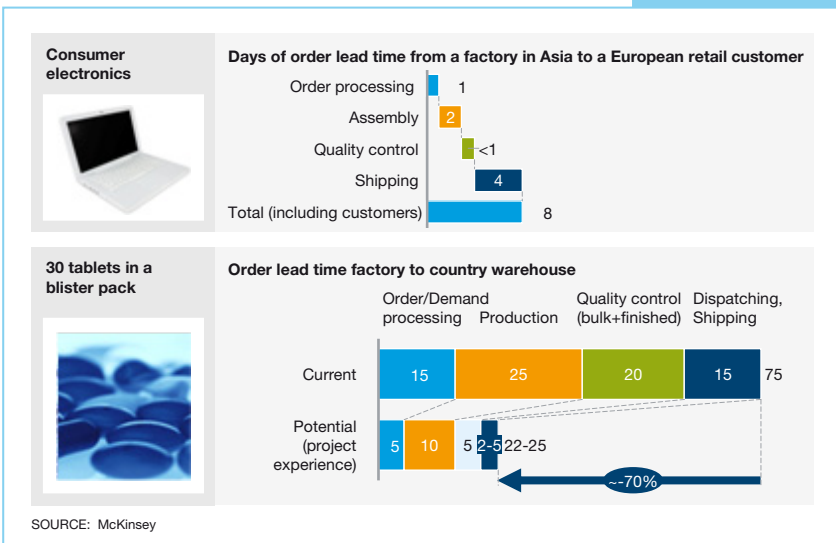 Consumer
electronics
Days of order lead time from a factory in Asia to a European retail customer
Order processing 1
Assembly 2
Quality control <1
Shipping 4
Total (including customers) 8
30 tablets in a
blister pack
Order lead time factory to country warehouse
Order/Demand
processing
Production
Quality control
(bulk+finished)
Dispatching,
Shipping
Current 15 25 20 15 75
Potential
(project
experience)
5 10 5 2-5 22-25
~-70%
SOURCE: McKinsey